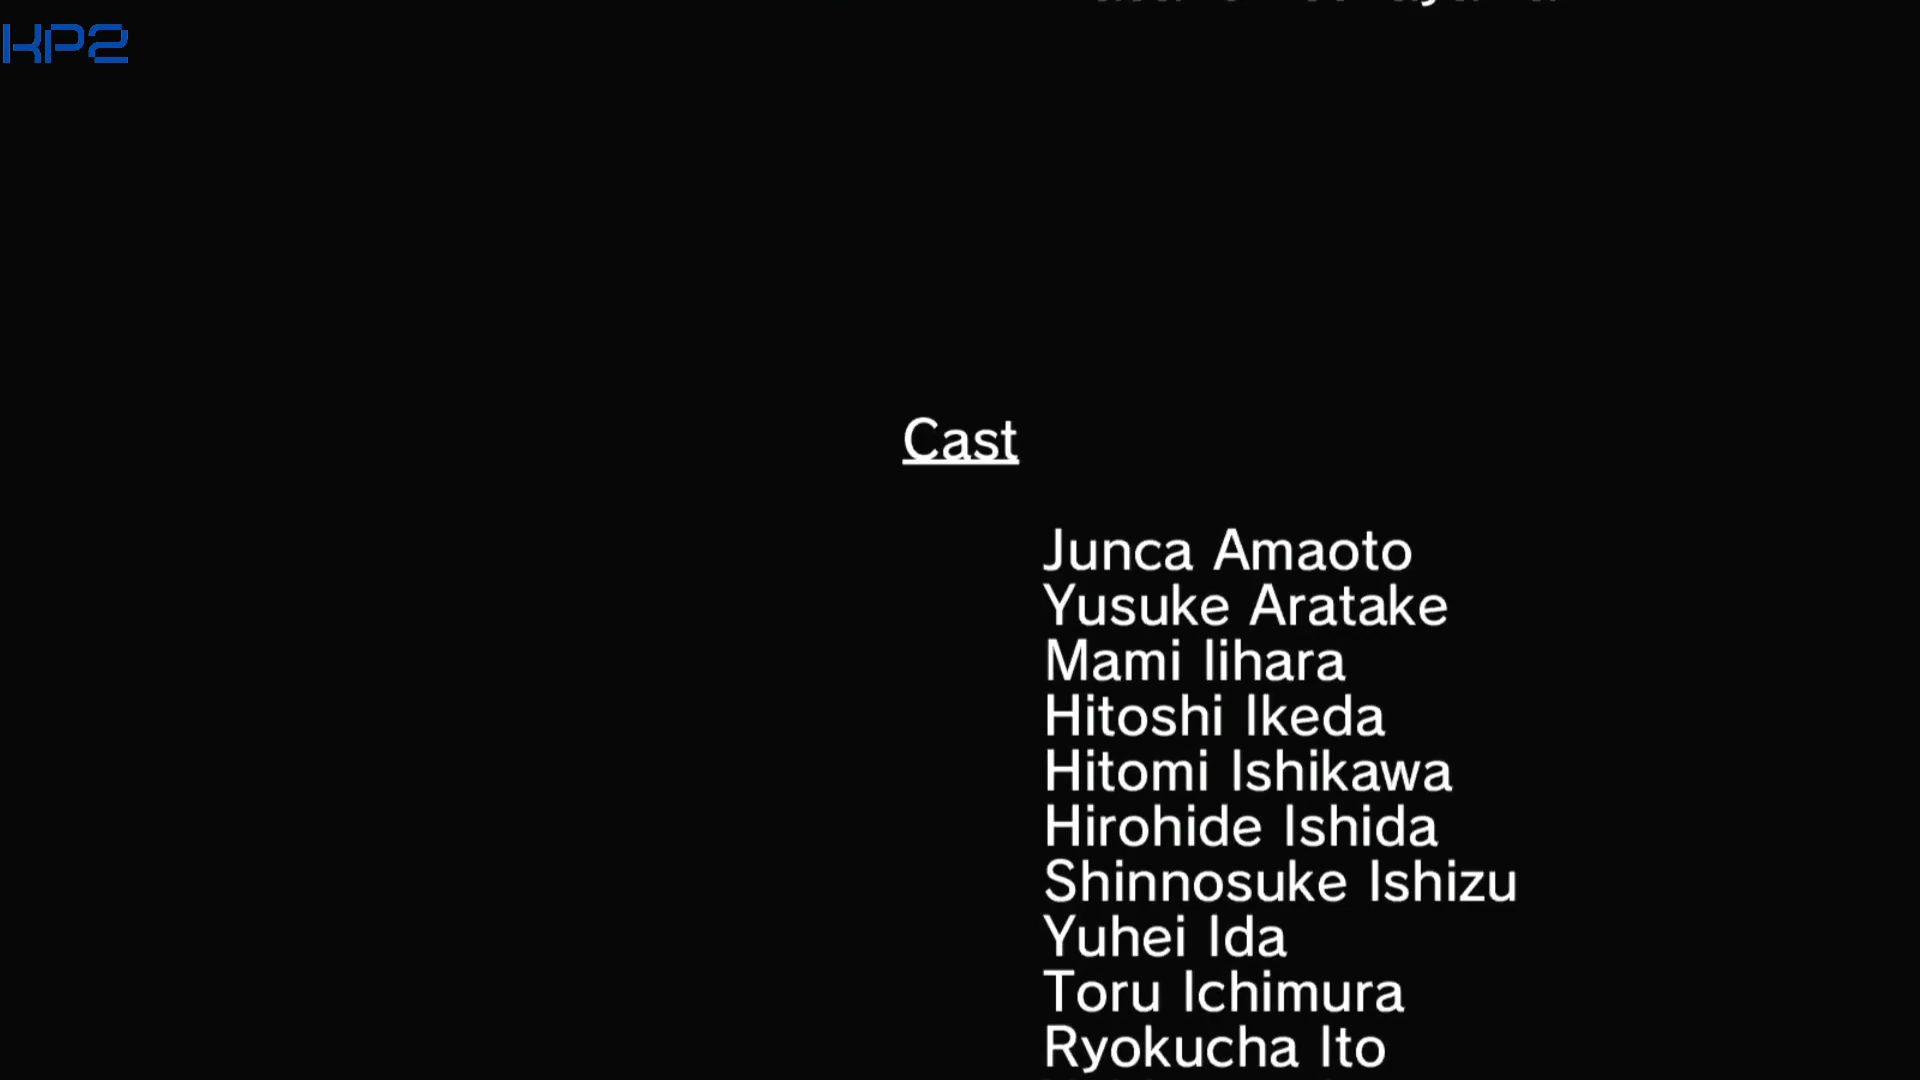 KP2
Cast
Junca Amaoto
Yusuke Aratake
Mami Iihara
Hitoshi Ikeda
Hitomi Ishikawa
Hirohide Ishida
Shinnosuke Ishizu
Yuhei Ida
Toru Ichimura
Ryokucha Ito